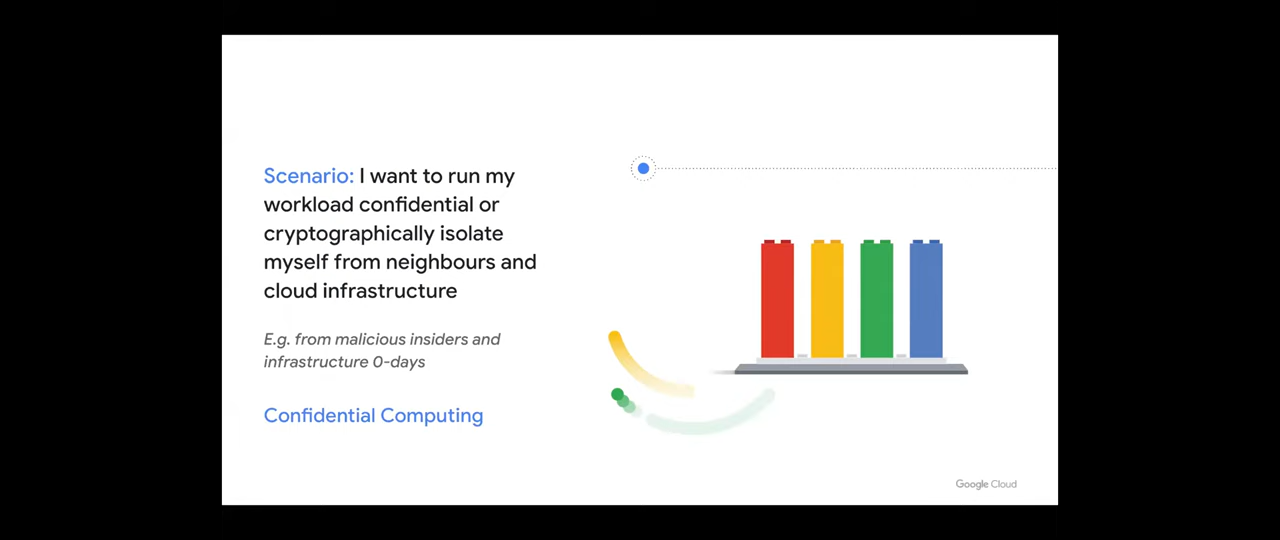 Scenario: I want to run my
workload confidential or
cryptographically isolate
myself from neighbours and
cloud infrastructure
E.g. from malicious insiders and
infrastructure 0-days
Confidential Computing
Google Cloud